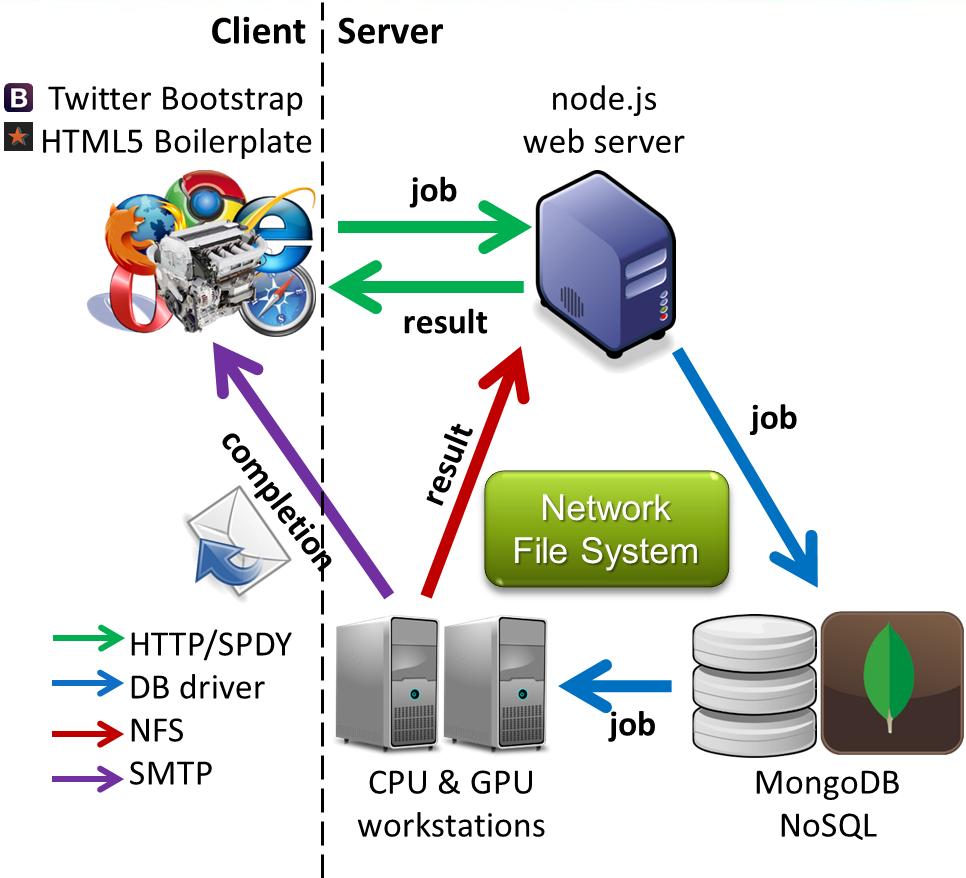 Client
Server
Twitter Bootstrap
HTML5 Boilerplate
node.js
web server
job
result
job
completion
result
Network
File System
HTTP/SPDY
DB driver
NFS
SMTP
job
CPU & GPU
workstations
MongoDB
NoSQL